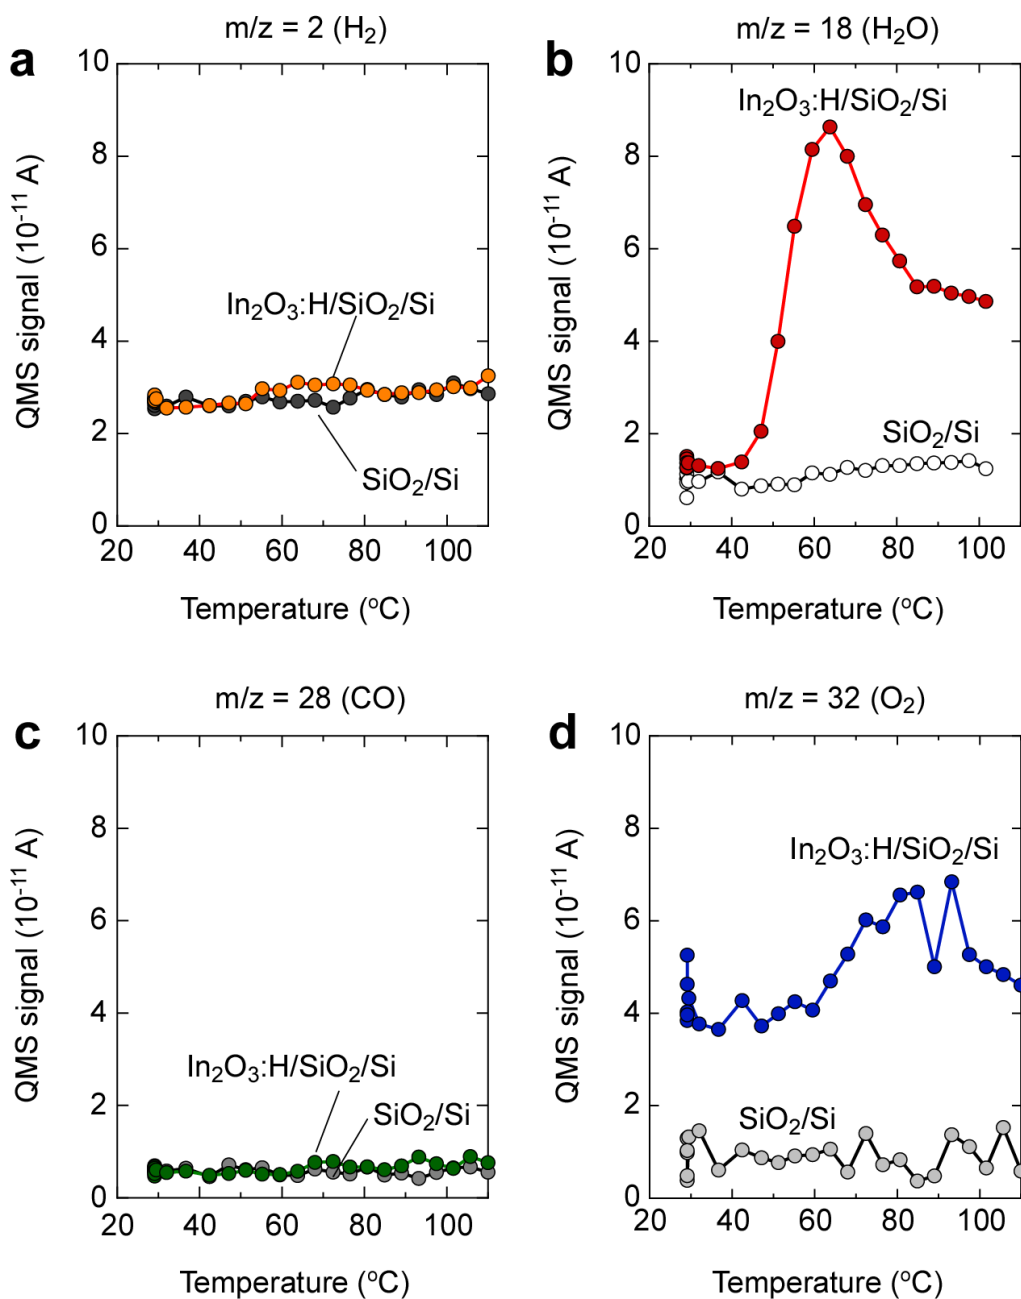 a
m/z = 2 (H₂)
10
8
6
4
2
0
20 40 60 80 100
QMS signal (10⁻¹¹ A)
Temperature (°C)
In₂O₃:H/SiO₂/Si
SiO₂/Si
b
m/z = 18 (H₂O)
10
8
6
4
2
0
20 40 60 80 100
QMS signal (10⁻¹¹ A)
Temperature (°C)
In₂O₃:H/SiO₂/Si
SiO₂/Si
c
m/z = 28 (CO)
10
8
6
4
2
0
20 40 60 80 100
QMS signal (10⁻¹¹ A)
Temperature (°C)
In₂O₃:H/SiO₂/Si
SiO₂/Si
d
m/z = 32 (O₂)
10
8
6
4
2
0
20 40 60 80 100
QMS signal (10⁻¹¹ A)
Temperature (°C)
In₂O₃:H/SiO₂/Si
SiO₂/Si